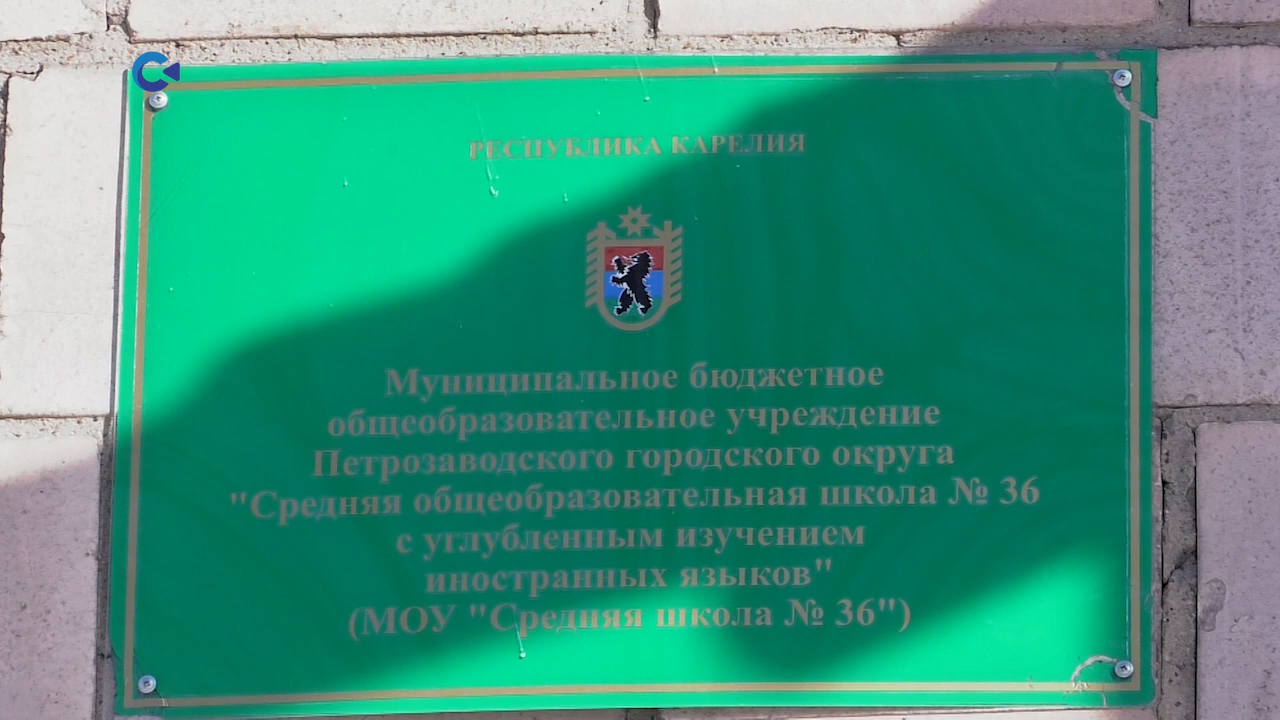 РЕСПУБЛИКА КАРЕЛИЯ
Муниципальное бюджетное
общеобразовательное учреждение
Петрозаводского городского округа
"Средняя общеобразовательная школа № 36
с углубленным изучением
иностранных языков"
(МОУ "Средняя школа № 36")